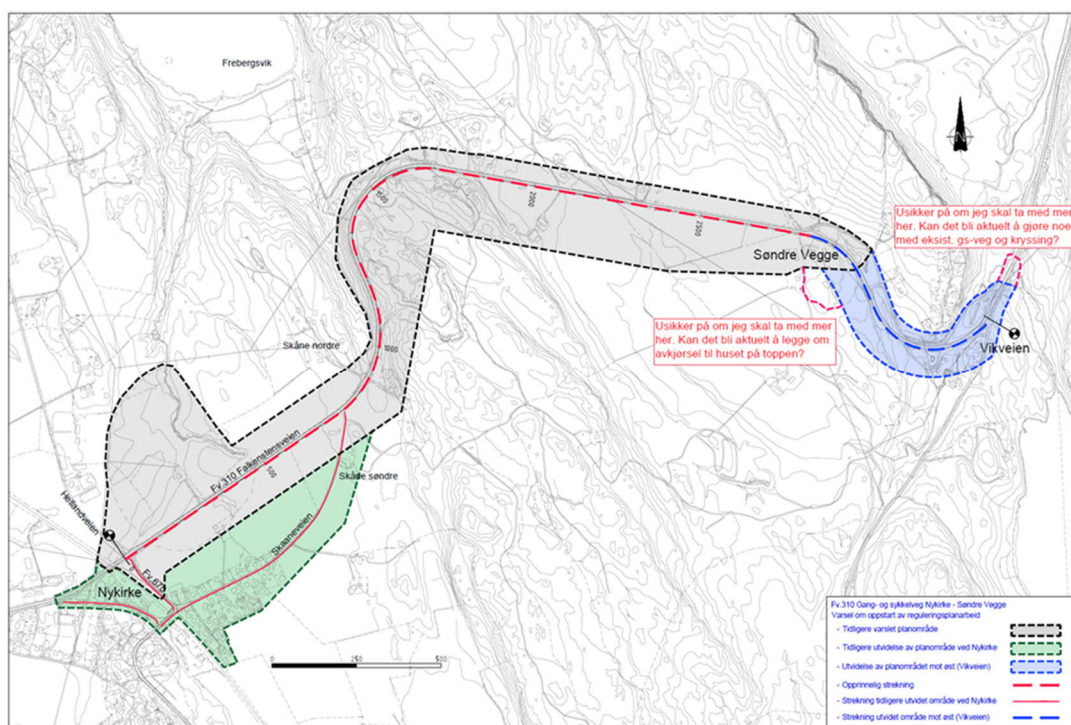 Frebergsvik
N
Usikker på om jeg skal ta med mer
her. Kan det bli aktuelt å gjøre noe
med eksist. gs-veg og kryssing?
1500
2000
2500
Søndre Vegge
Usikker på om jeg skal ta med mer
her. Kan det bli aktuelt å legge om
avkjørsel til huset på toppen?
Vikveien
Skåne nordre
1000
Fv.310 Falkenstensveien
500
Skåne søndre
Hellandveien
Skaaneveien
Fv.670
Nykirke
0
250
500
Fv.310 Gang- og sykkelveg Nykirke - Søndre Vegge
Varsel om oppstart av reguleringsplanarbeid
- Tidligere varslet planområde
- Tidligere utvidelse av planområde ved Nykirke
- Utvidelse av planområdet mot øst (Vikveien)
- Opprinnelig strekning
- Strekning tidligere utvidet område ved Nykirke
- Strekning utvidet område mot øst (Vikveien)